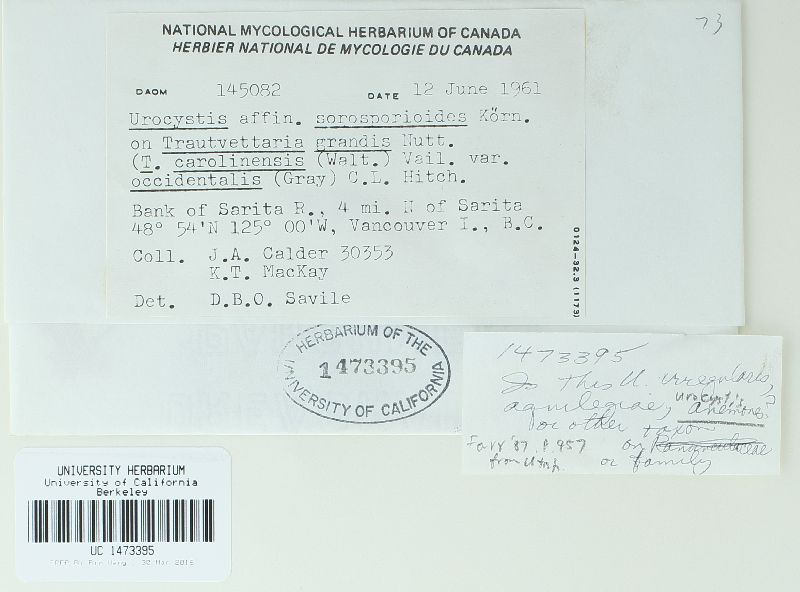 73
NATIONAL MYCOLOGICAL HERBARIUM OF CANADA
HERBIER NATIONAL DE MYCOLOGIE DU CANADA
DAOM 145082 DATE 12 June 1961
Urocystis affin. sorosporioides Körn.
on Trautvettaria grandis Nutt.
(T. carolinensis (Walt.) Vail. var.
occidentalis (Gray) C.L. Hitch.
Bank of Sarita R., 4 mi. N of Sarita
48° 54'N 125° 00'W, Vancouver I., B.C.
Coll. J.A. Calder 30353
K.T. MacKay
Det. D.B.O. Savile
0124-32.3 (1173)
HERBARIUM OF THE
1473395
UNIVERSITY OF CALIFORNIA
1473395
Is this U. irregularis,
aquilegiae, Urocystis anemones?
or other taxon
Farr '87, p. 957 on Ranunculaceae
from Utop. or family
UNIVERSITY HERBARIUM
University of California
Berkeley
UC 1473395